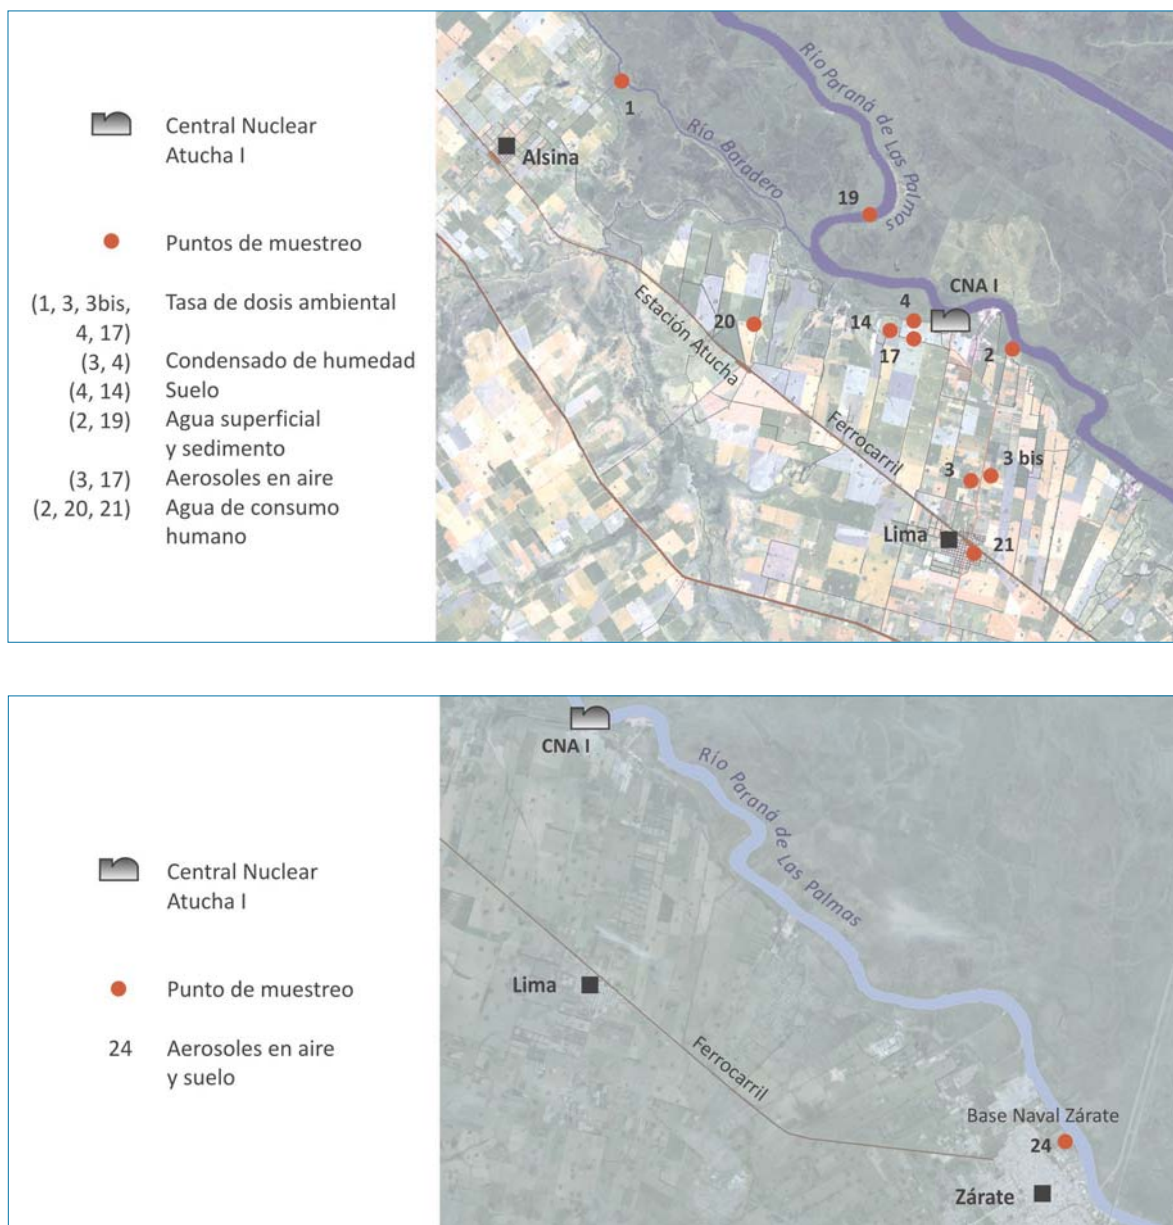 Central Nuclear
Atucha I
Puntos de muestreo
(1, 3, 3bis, Tasa de dosis ambiental
4, 17)
(3, 4) Condensado de humedad
(4, 14) Suelo
(2, 19) Agua superficial
y sedimento
(3, 17) Aerosoles en aire
(2, 20, 21) Agua de consumo
humano
1
Alsina
Río Baradero
Río Paraná de Las Palmas
19
CNA I
4
14
17
2
20
Estación Atucha
Ferrocarril
3
3 bis
Lima
21
Central Nuclear
Atucha I
Punto de muestreo
24 Aerosoles en aire
y suelo
CNA I
Río Paraná de
Las Palmas
Lima
Ferrocarril
Base Naval Zárate
24
Zárate